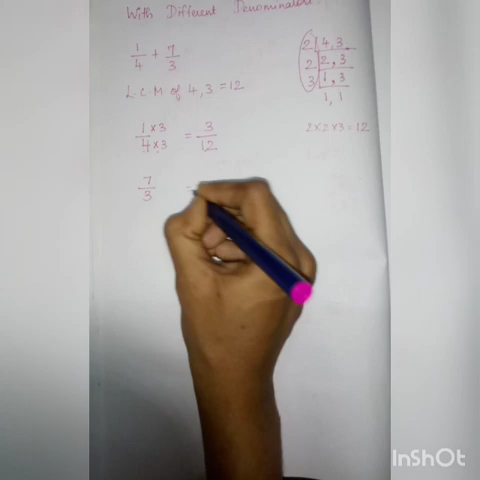 With Different Denominators.
1/4 + 7/3
L.C.M of 4, 3 = 12
1×3/4×3 = 3/12
7/3 =
2 | 4, 3
2 | 2, 3
3 | 1, 3
1, 1
2×2×3=12
InShOt